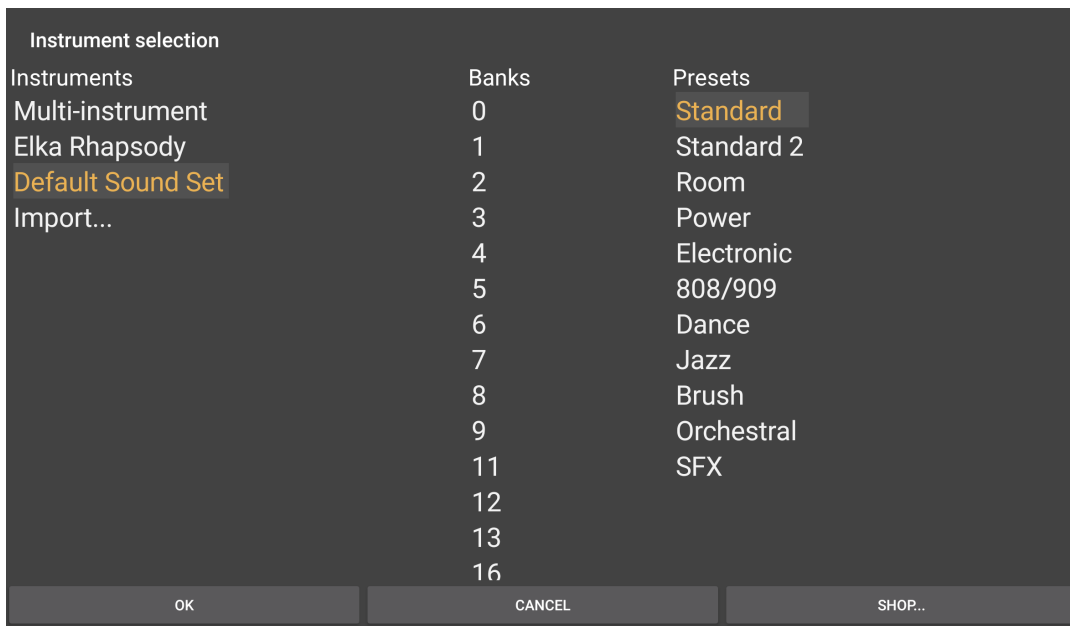 Instrument selection
Instruments
Multi-instrument
Elka Rhapsody
Default Sound Set
Import...
Banks
0
1
2
3
4
5
6
7
8
9
11
12
13
16
Presets
Standard
Standard 2
Room
Power
Electronic
808/909
Dance
Jazz
Brush
Orchestral
SFX
OK
CANCEL
SHOP...